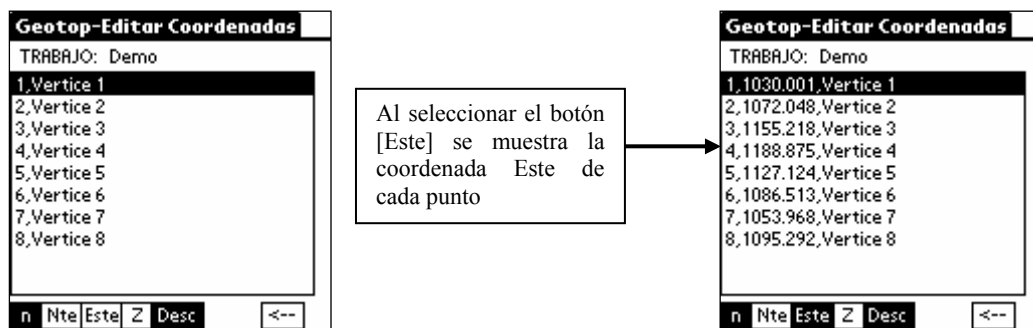 Geotop-Editar Coordenadas
TRABAJO: Demo
1,Vertice 1
2,Vertice 2
3,Vertice 3
4,Vertice 4
5,Vertice 5
6,Vertice 6
7,Vertice 7
8,Vertice 8
n Nte Este Z Desc <--
Al seleccionar el botón
[Este] se muestra la
coordenada Este de
cada punto
Geotop-Editar Coordenadas
TRABAJO: Demo
1,1030.001,Vertice 1
2,1072.048,Vertice 2
3,1155.218,Vertice 3
4,1188.875,Vertice 4
5,1127.124,Vertice 5
6,1086.513,Vertice 6
7,1053.968,Vertice 7
8,1095.292,Vertice 8
n Nte Este Z Desc <--